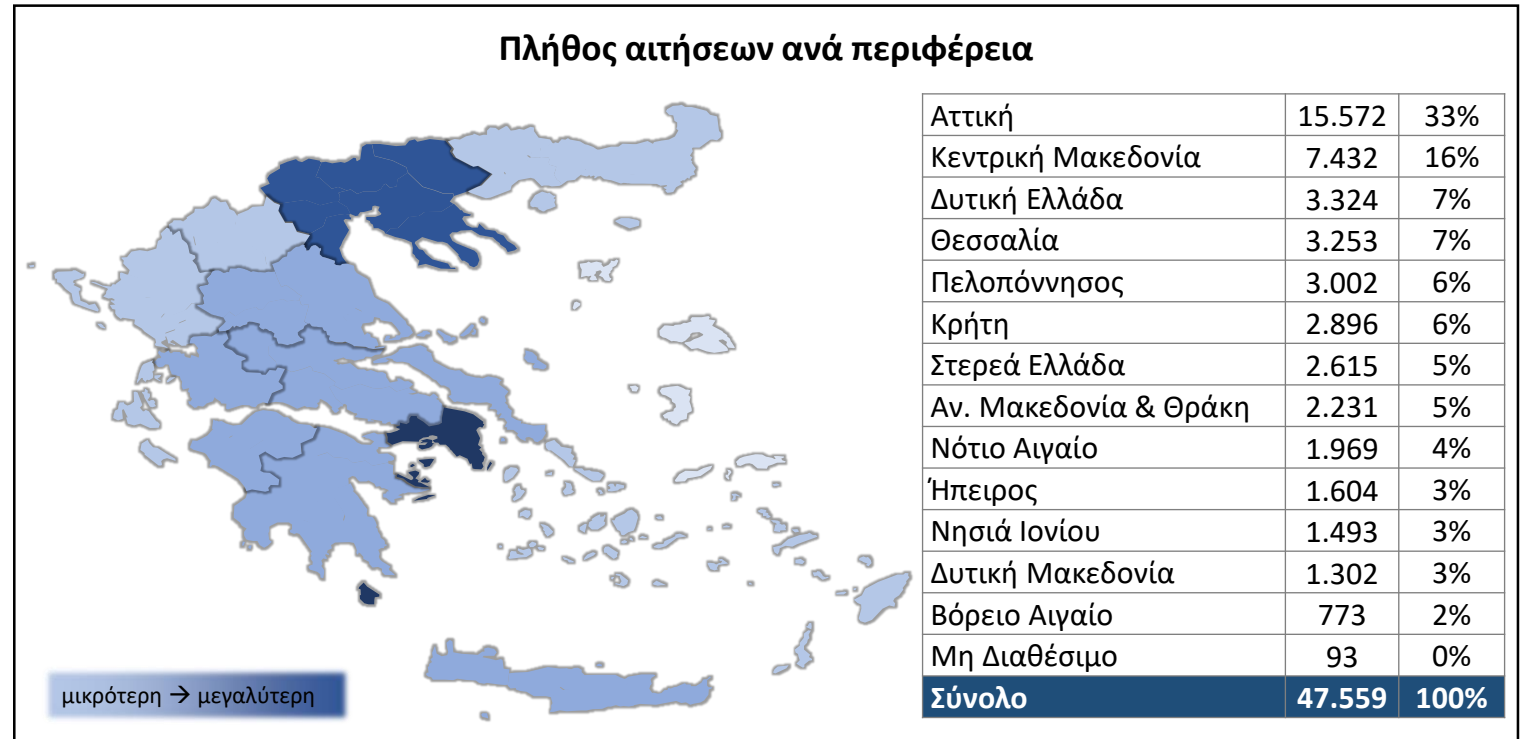 Πλήθος αιτήσεων ανά περιφέρεια
Αττική 15.572 33%
Κεντρική Μακεδονία 7.432 16%
Δυτική Ελλάδα 3.324 7%
Θεσσαλία 3.253 7%
Πελοπόννησος 3.002 6%
Κρήτη 2.896 6%
Στερεά Ελλάδα 2.615 5%
Αν. Μακεδονία & Θράκη 2.231 5%
Νότιο Αιγαίο 1.969 4%
Ήπειρος 1.604 3%
Νησιά Ιονίου 1.493 3%
Δυτική Μακεδονία 1.302 3%
Βόρειο Αιγαίο 773 2%
Μη Διαθέσιμο 93 0%
Σύνολο 47.559 100%
μικρότερη → μεγαλύτερη